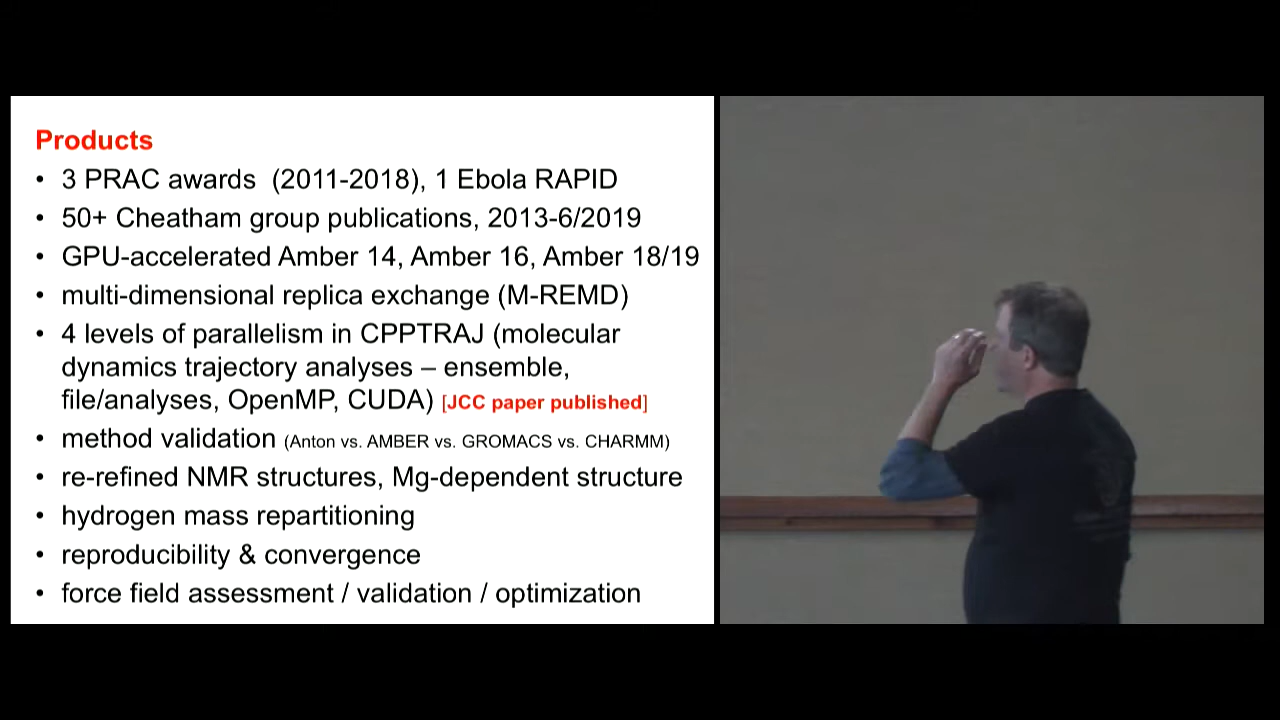 Products
• 3 PRAC awards (2011-2018), 1 Ebola RAPID
• 50+ Cheatham group publications, 2013-6/2019
• GPU-accelerated Amber 14, Amber 16, Amber 18/19
• multi-dimensional replica exchange (M-REMD)
• 4 levels of parallelism in CPPTRAJ (molecular
dynamics trajectory analyses – ensemble,
file/analyses, OpenMP, CUDA) [JCC paper published]
• method validation (Anton vs. AMBER vs. GROMACS vs. CHARMM)
• re-refined NMR structures, Mg-dependent structure
• hydrogen mass repartitioning
• reproducibility & convergence
• force field assessment / validation / optimization